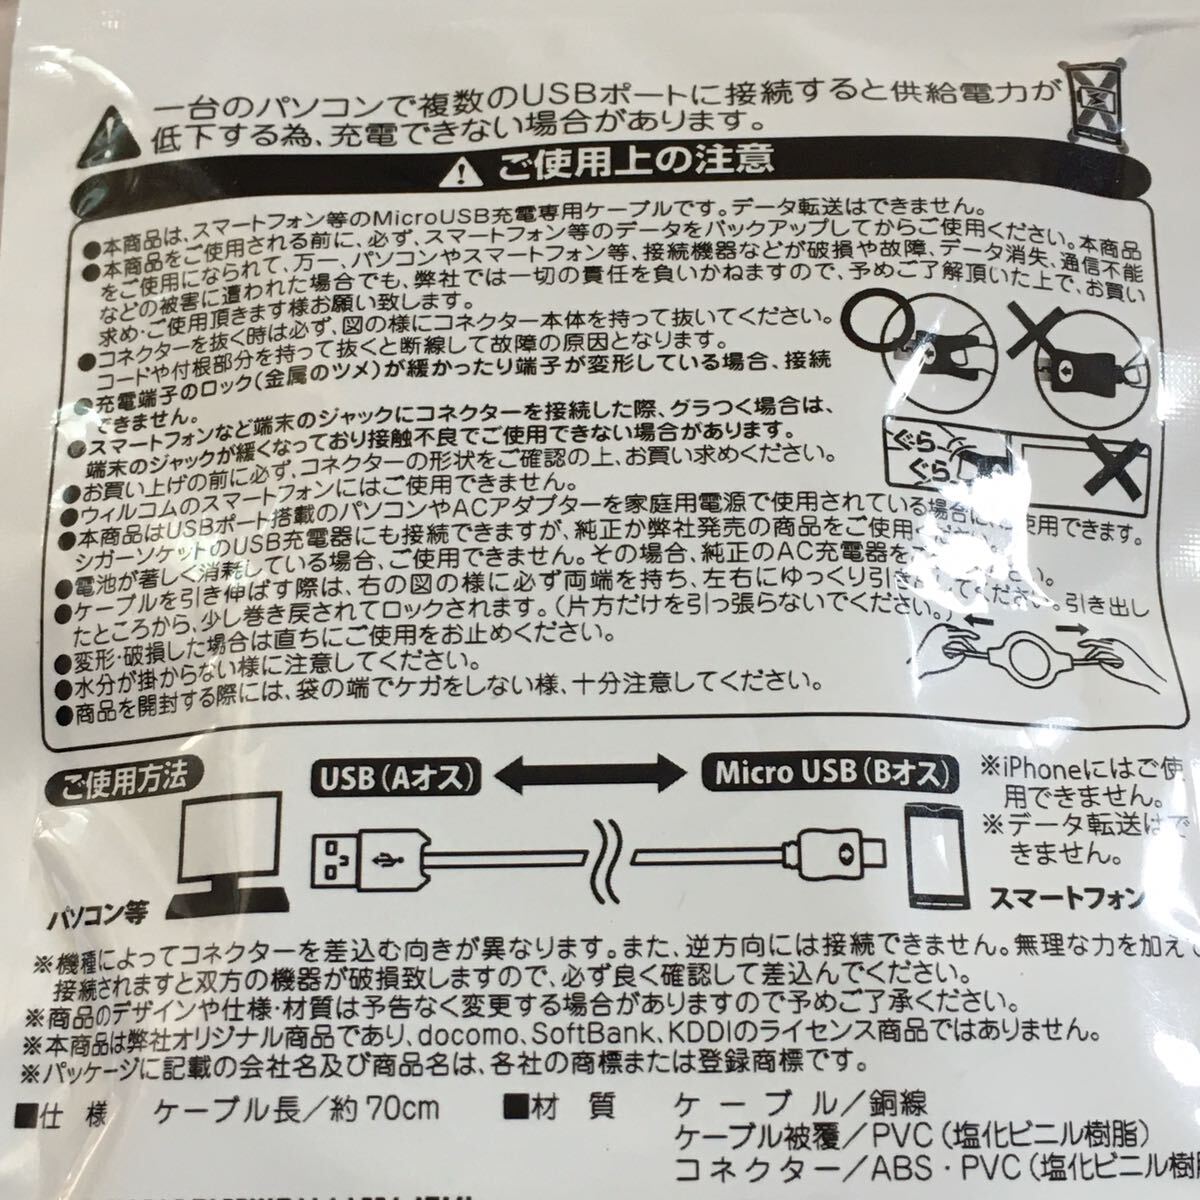 一台のパソコンで複数のUSBポートに接続すると供給電力が
低下する為、充電できない場合があります。
ご使用上の注意
●本商品は、スマートフォン等のMicroUSB充電専用ケーブルです。データ転送はできません。
●本商品をご使用される前に、必ず、スマートフォン等のデータをバックアップしてからご使用ください。本商品
をご使用になられて、万一、パソコンやスマートフォン等、接続機器などが破損や故障、データ消失、通信不能
などの被害に遭われた場合でも、弊社では一切の責任を負いかねますので、予めご了解頂いた上で、お買い
求め・ご使用頂きます様お願い致します。
●コネクターを抜く時は必ず、図の様にコネクター本体を持って抜いてください。
コードや付根部分を持って抜くと断線して故障の原因となります。
●充電端子のロック(金属のツメ)が緩かったり端子が変形している場合、接続
できません。
●スマートフォンなど端末のジャックにコネクターを接続した際、グラつく場合は、
端末のジャックが緩くなっており接触不良でご使用できない場合があります。
ぐら
ぐら
●お買い上げの前に必ず、コネクターの形状をご確認の上、お買い求めください。
●ウィルコムのスマートフォンにはご使用できません。
●本商品はUSBポート搭載のパソコンやACアダプターを家庭用電源で使用されている場合に、ご使用できます。
シガーソケットのUSB充電器にも接続できますが、純正か弊社発売の商品をご使用ください。
●電池が著しく消耗している場合、ご使用できません。その場合、純正のAC充電器をご さい。
●ケーブルを引き伸ばす際は、右の図の様に必ず両端を持ち、左右にゆっくり引き出してください。引き出し
たところから、少し巻き戻されてロックされます。(片方だけを引っ張らないでください。)
●変形・破損した場合は直ちにご使用をお止めください。
●水分が掛からない様に注意してください。
●商品を開封する際には、袋の端でケガをしない様、十分注意してください。
ご使用方法
USB(Aオス)
Micro USB(Bオス)
※iPhoneにはご使
用できません。
※データ転送はで
きません。
パソコン等
スマートフォン
※機種によってコネクターを差込む向きが異なります。また、逆方向には接続できません。無理な力を加えて
接続されますと双方の機器が破損致しますので、必ず良く確認して差込んでください。
※商品のデザインや仕様・材質は予告なく変更する場合がありますので予めご了承ください。
※本商品は弊社オリジナル商品であり、docomo、SoftBank、KDDIのライセンス商品ではありません。
※パッケージに記載の会社名及び商品名は、各社の商標または登録商標です。
■仕 様 ケーブル長/約70cm ■材 質 ケーブル/銅線
ケーブル被覆/PVC(塩化ビニル樹脂)
コネクター/ABS・PVC(塩化ビニル樹脂)